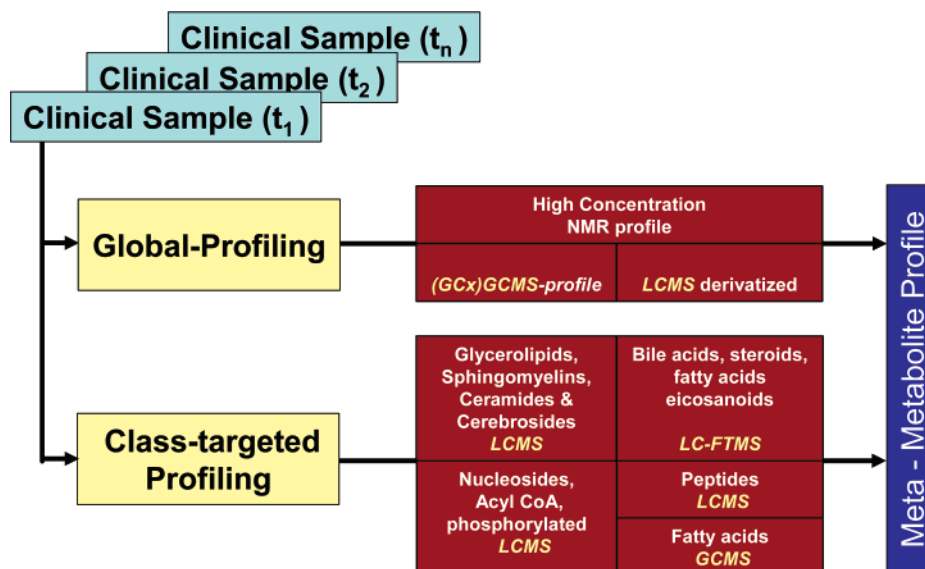 Clinical Sample (tn)
Clinical Sample (t2)
Clinical Sample (t1)
Global-Profiling
High Concentration
NMR profile
(GCx)GCMS-profile
LCMS derivatized
Class-targeted
Profiling
Glycerolipids,
Sphingomyelins,
Ceramides &
Cerebrosides
LCMS
Bile acids, steroids,
fatty acids
eicosanoids
LC-FTMS
Nucleosides,
Acyl CoA,
phosphorylated
LCMS
Peptides
LCMS
Fatty acids
GCMS
Meta - Metabolite Profile